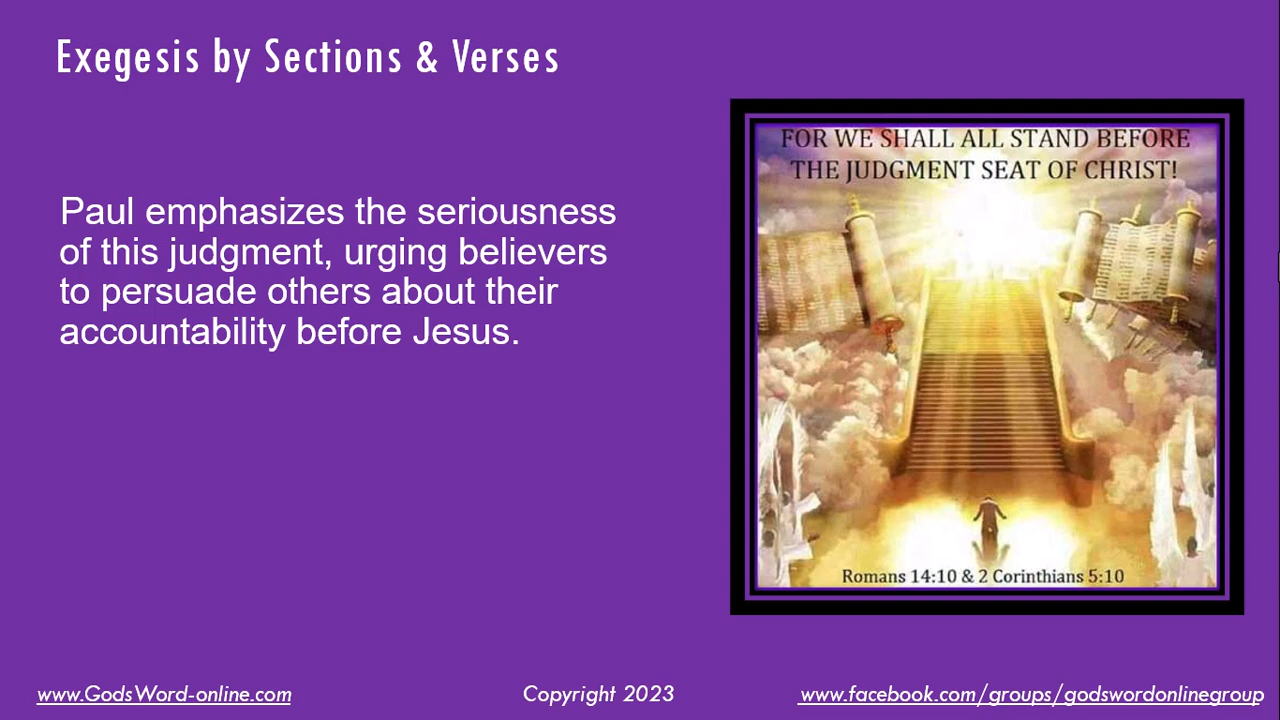 Exegesis by Sections & Verses
Paul emphasizes the seriousness
of this judgment, urging believers
to persuade others about their
accountability before Jesus.
FOR WE SHALL ALL STAND BEFORE
THE JUDGMENT SEAT OF CHRIST!
Romans 14:10 & 2 Corinthians 5:10
www.GodsWord-online.com
Copyright 2023
www.facebook.com/groups/godswordonlinegroup